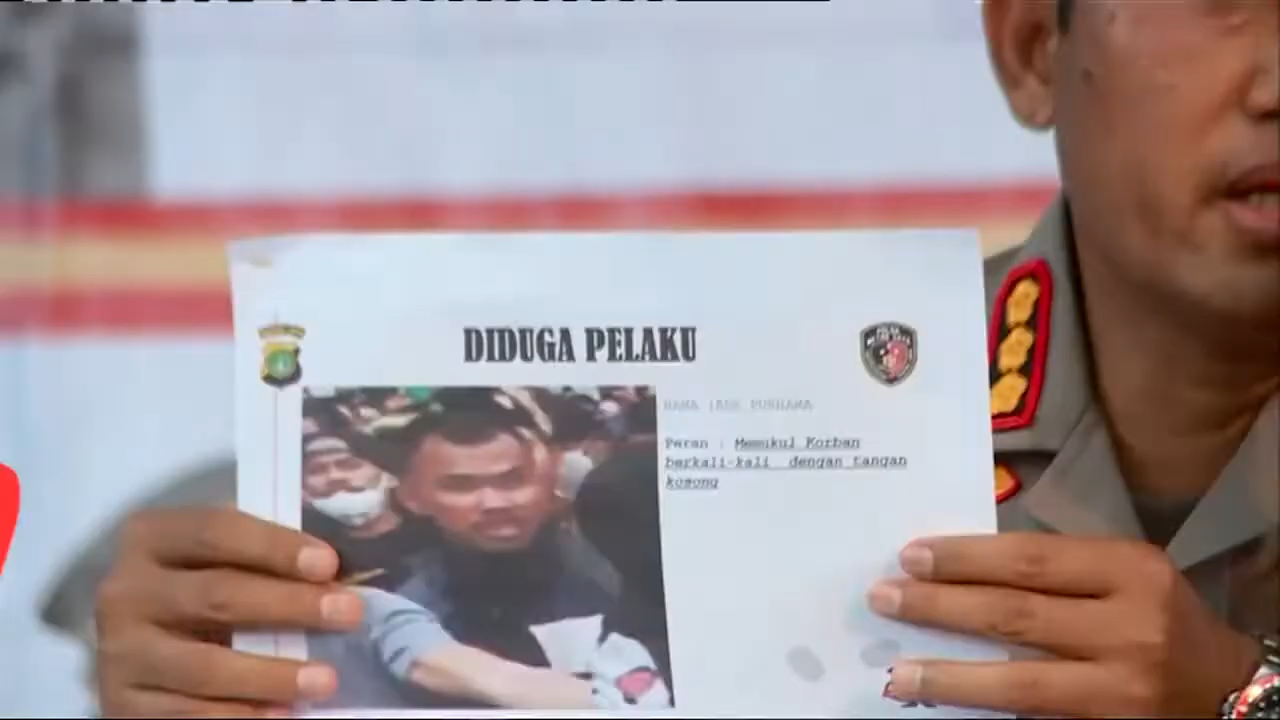 DIDUGA PELAKU
Peran : Memukul Korban
berkali-kali dengan tangan
kosong